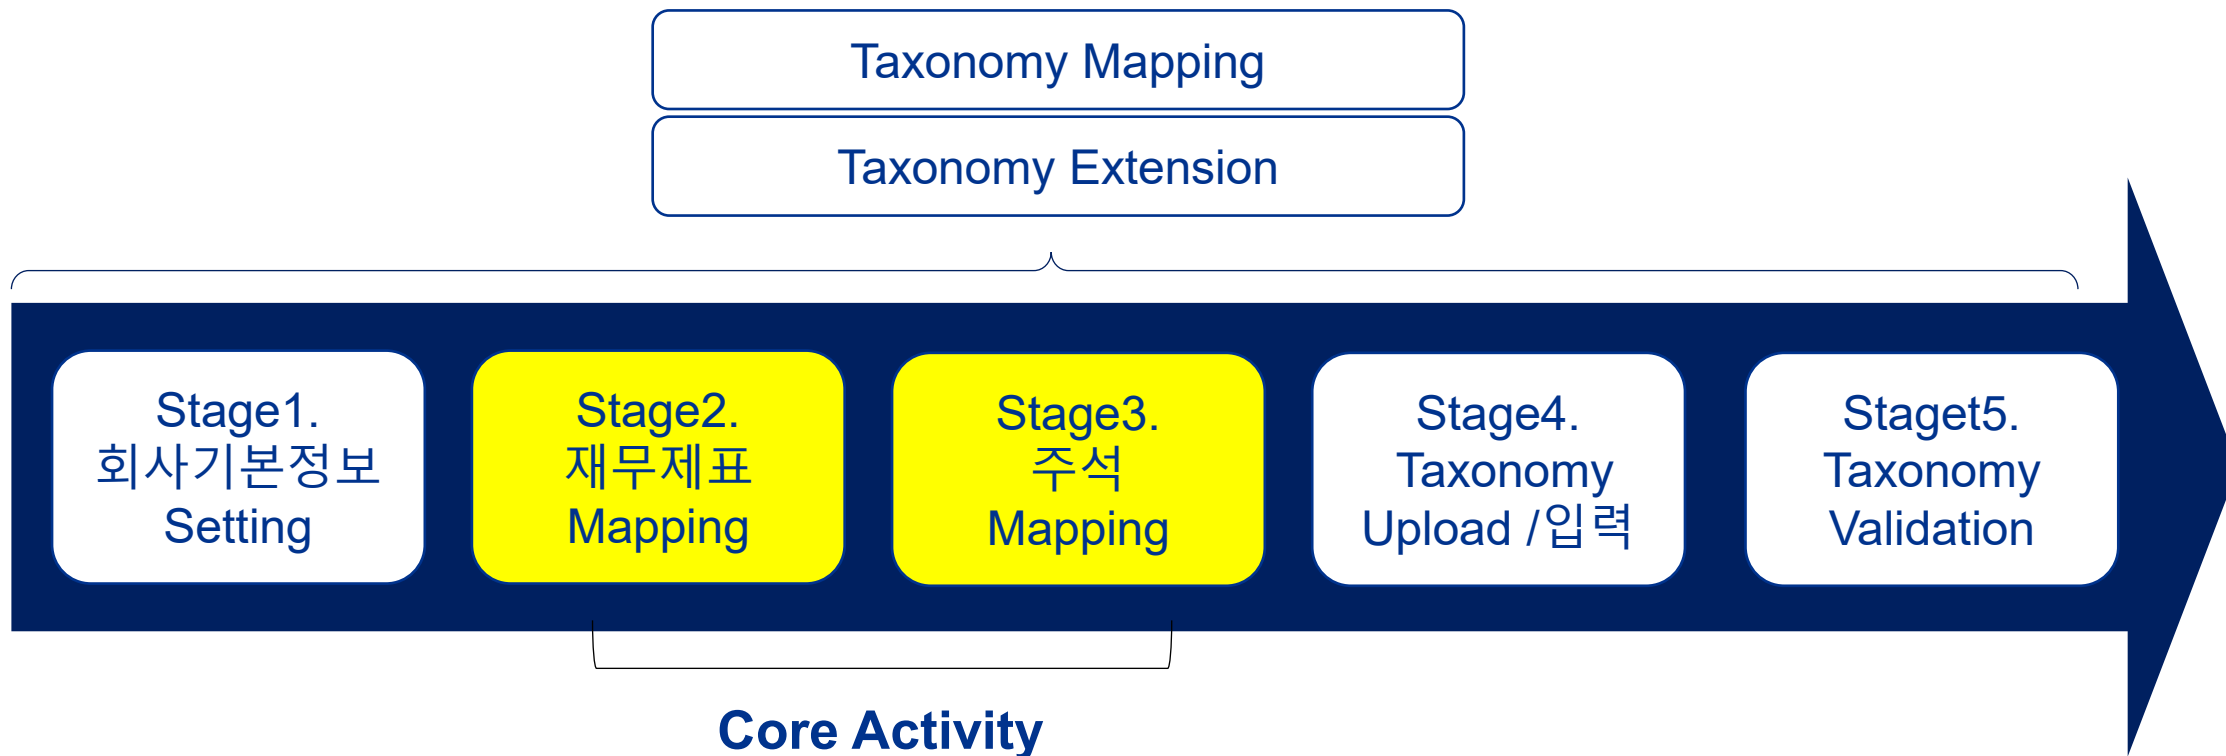 Taxonomy Mapping
Taxonomy Extension
Stage1.
회사기본정보
Setting
Stage2.
재무제표
Mapping
Stage3.
주석
Mapping
Stage4.
Taxonomy
Upload /입력
Staget5.
Taxonomy
Validation
Core Activity